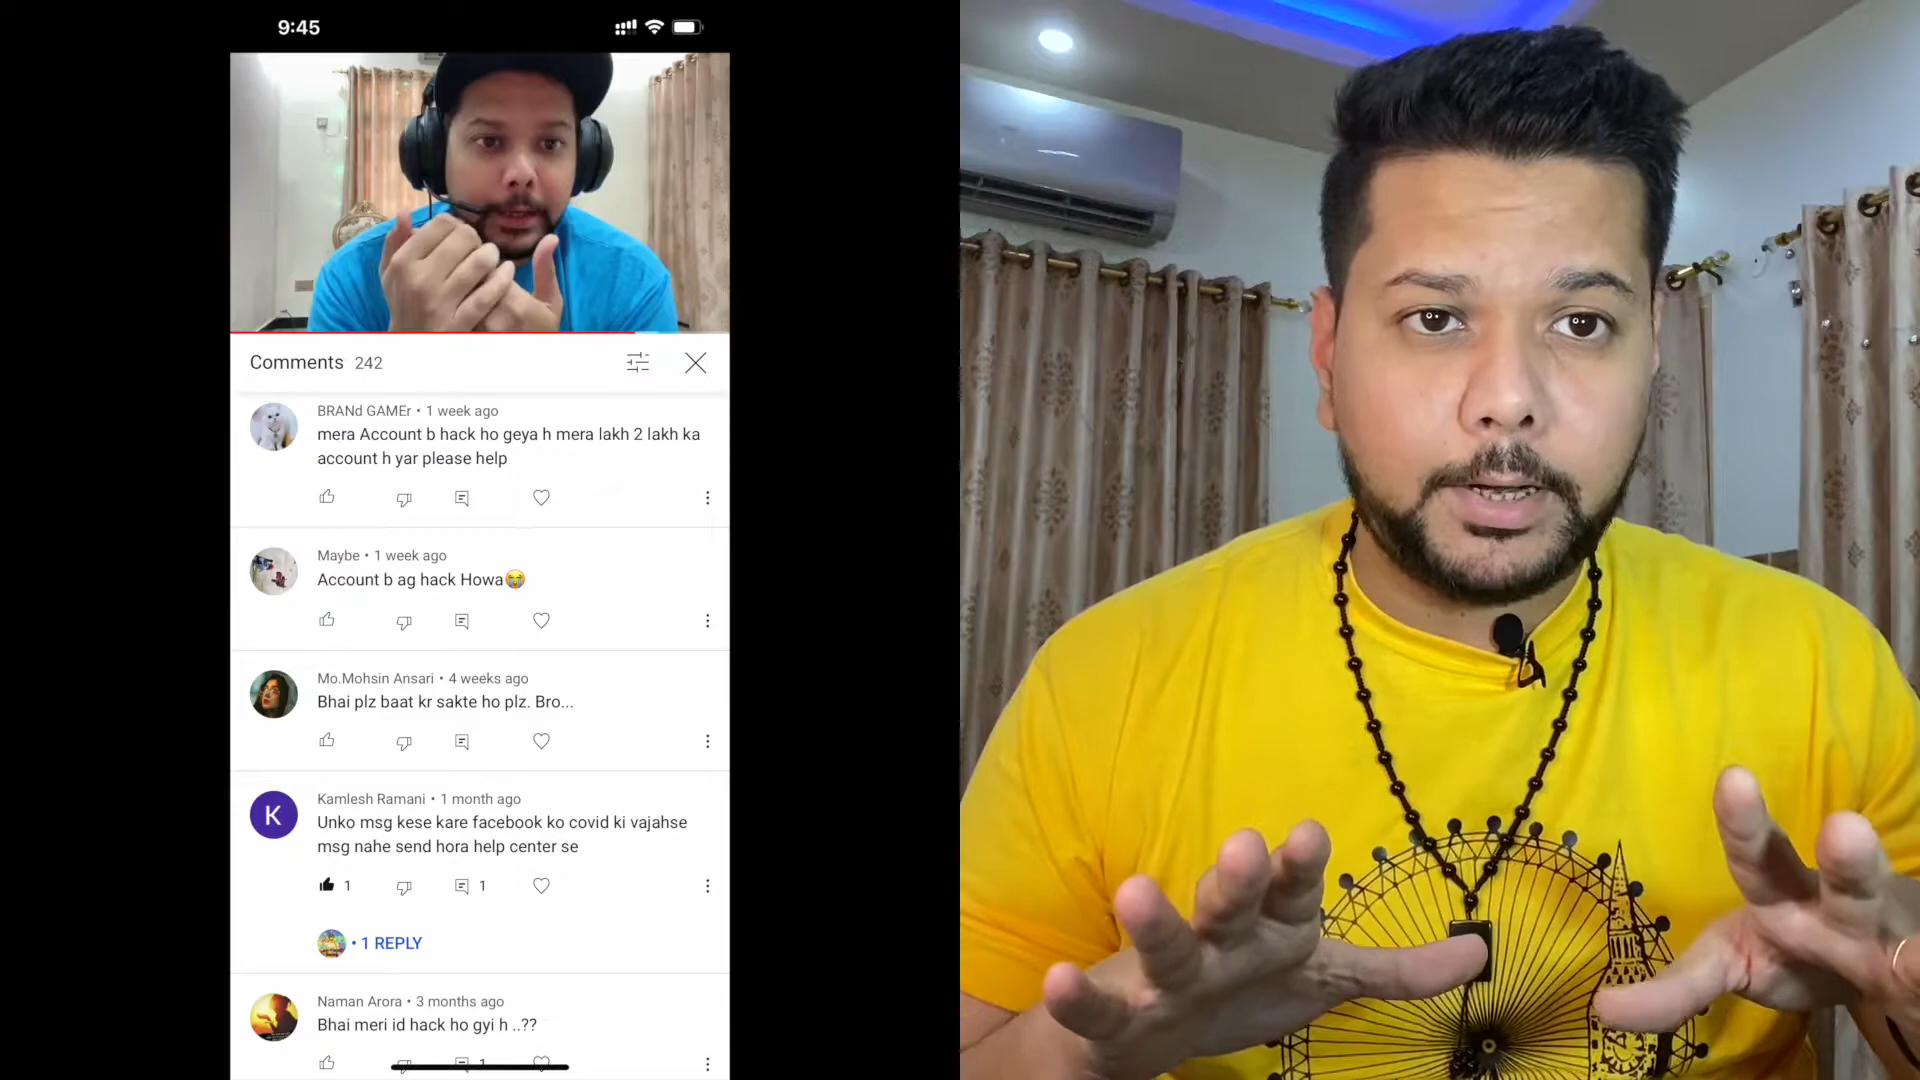 9:45
Comments 242
BRANd GAMEr • 1 week ago
mera Account b hack ho geya h mera lakh 2 lakh ka
account h yar please help
Maybe • 1 week ago
Account b ag hack Howa😭
Mo.Mohsin Ansari • 4 weeks ago
Bhai plz baat kr sakte ho plz. Bro...
K
Kamlesh Ramani • 1 month ago
Unko msg kese kare facebook ko covid ki vajahse
msg nahe send hora help center se
1 1
• 1 REPLY
Naman Arora • 3 months ago
Bhai meri id hack ho gyi h ..??
1